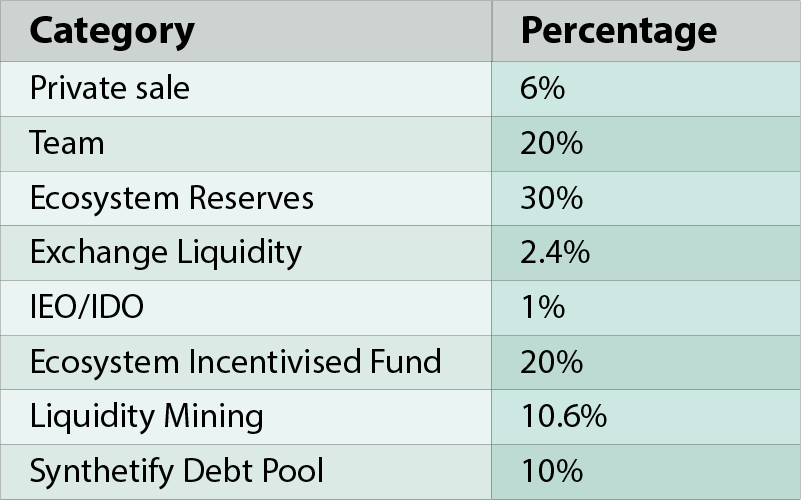 Category Percentage
Private sale 6%
Team 20%
Ecosystem Reserves 30%
Exchange Liquidity 2.4%
IEO/IDO 1%
Ecosystem Incentivised Fund 20%
Liquidity Mining 10.6%
Synthetify Debt Pool 10%